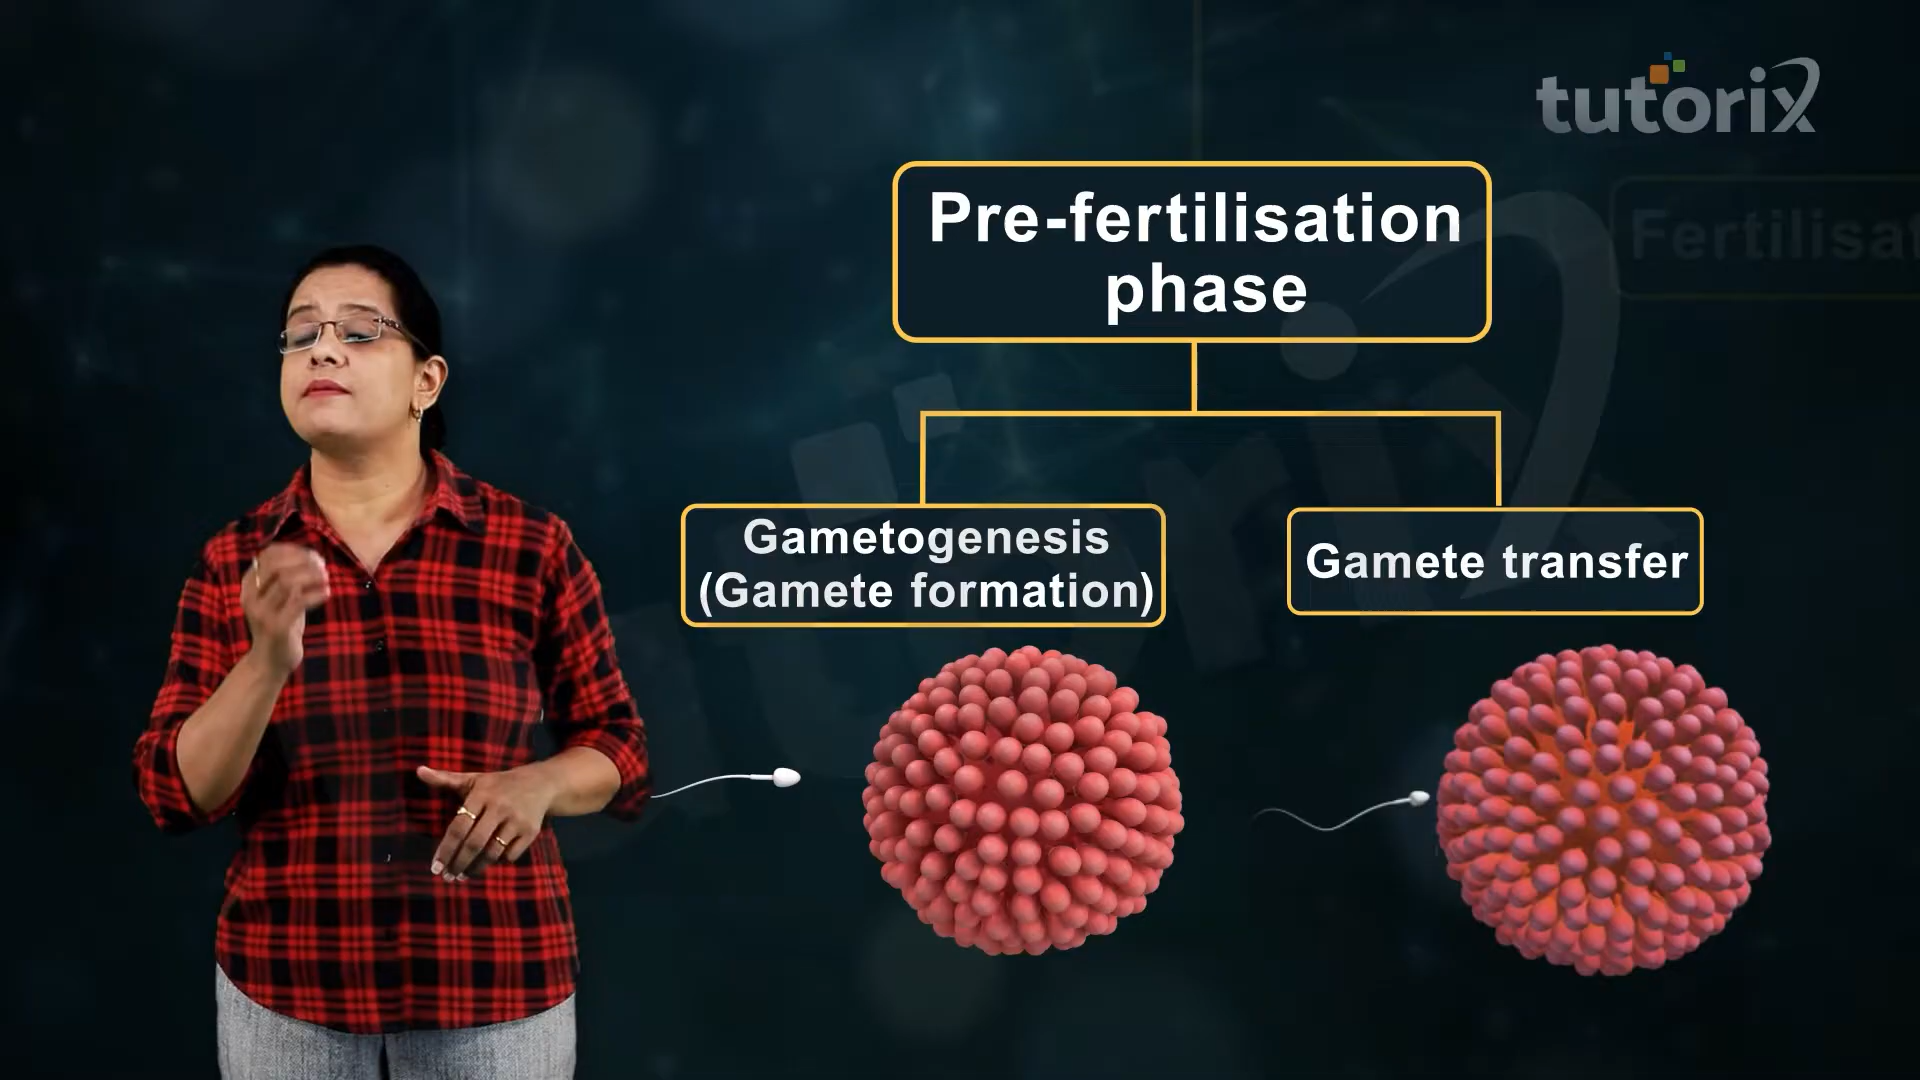 tutorix
Pre-fertilisation
phase
Gametogenesis
(Gamete formation)
Gamete transfer